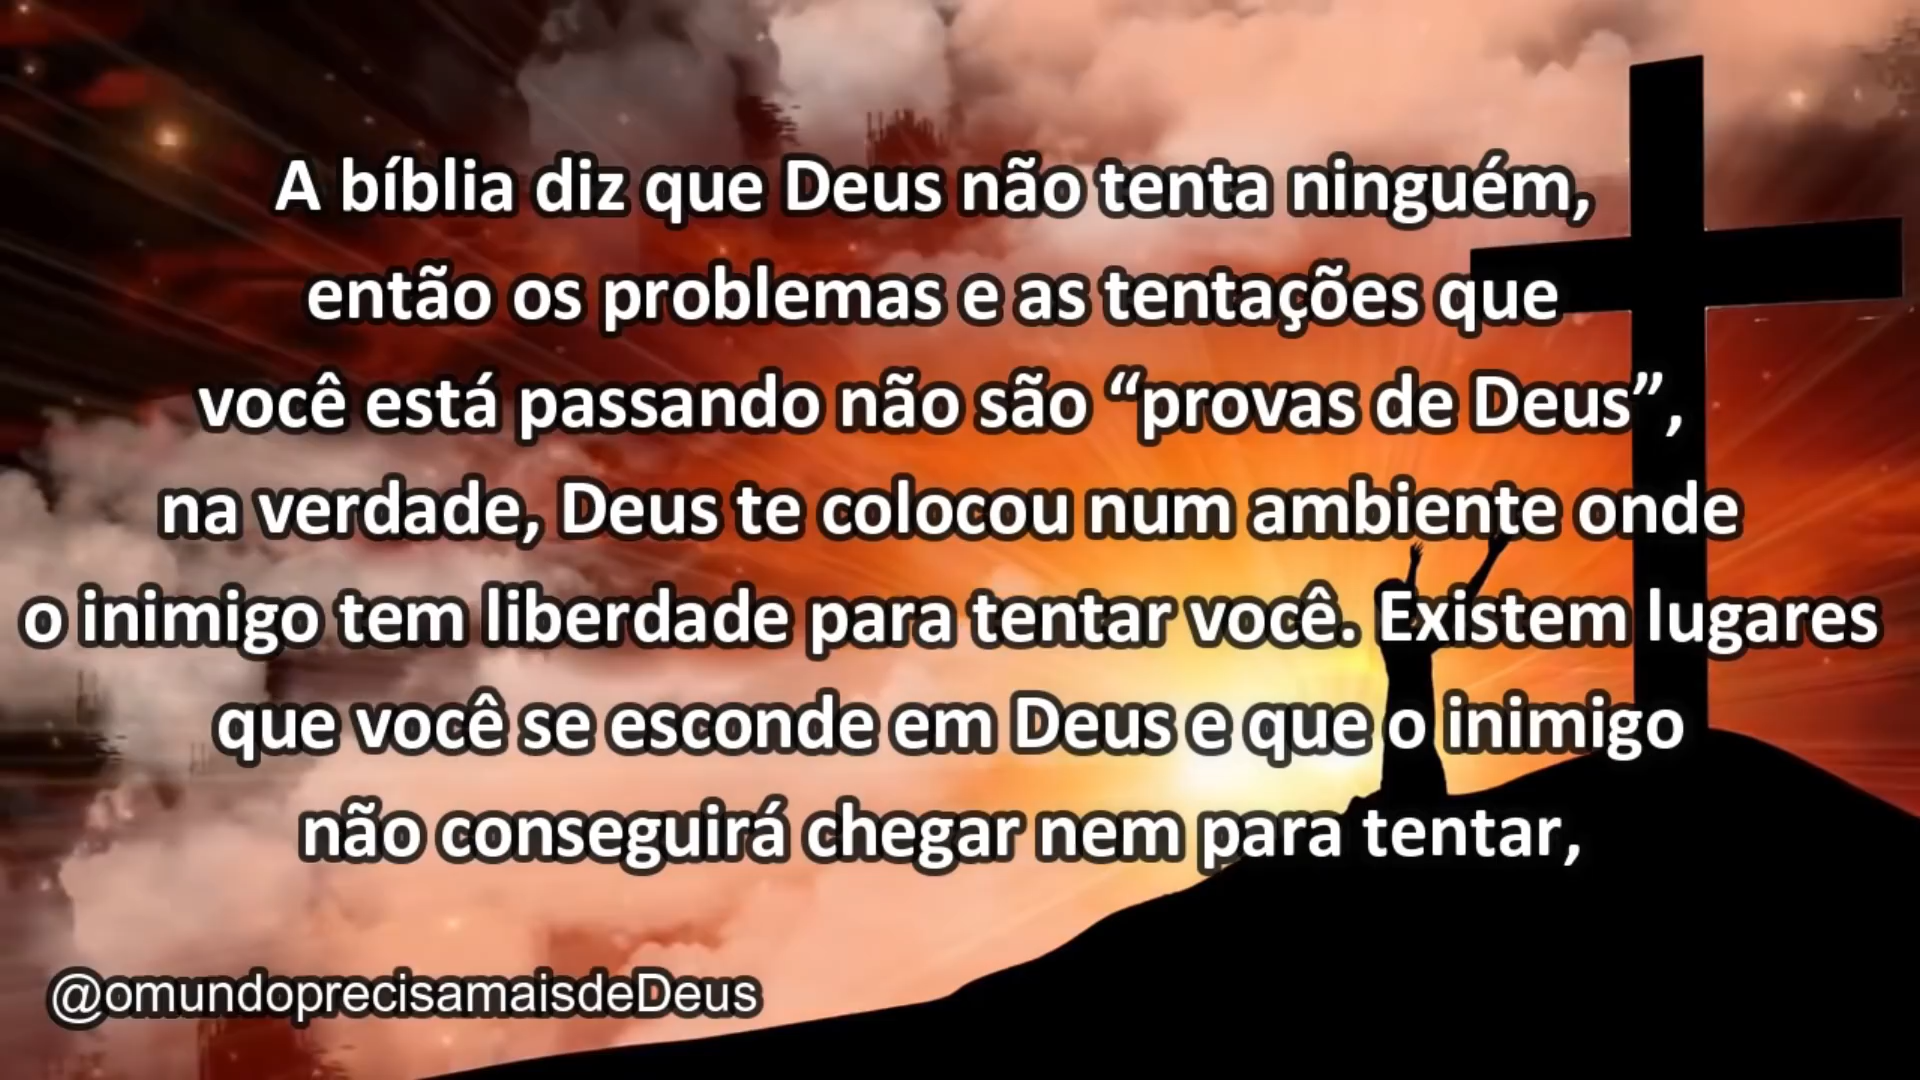 A bíblia diz que Deus não tenta ninguém,
então os problemas e as tentações que
você está passando não são “provas de Deus”,
na verdade, Deus te colocou num ambiente onde
o inimigo tem liberdade para tentar você. Existem lugares
que você se esconde em Deus e que o inimigo
não conseguirá chegar nem para tentar,
@omundoprecisamaisdeDeus